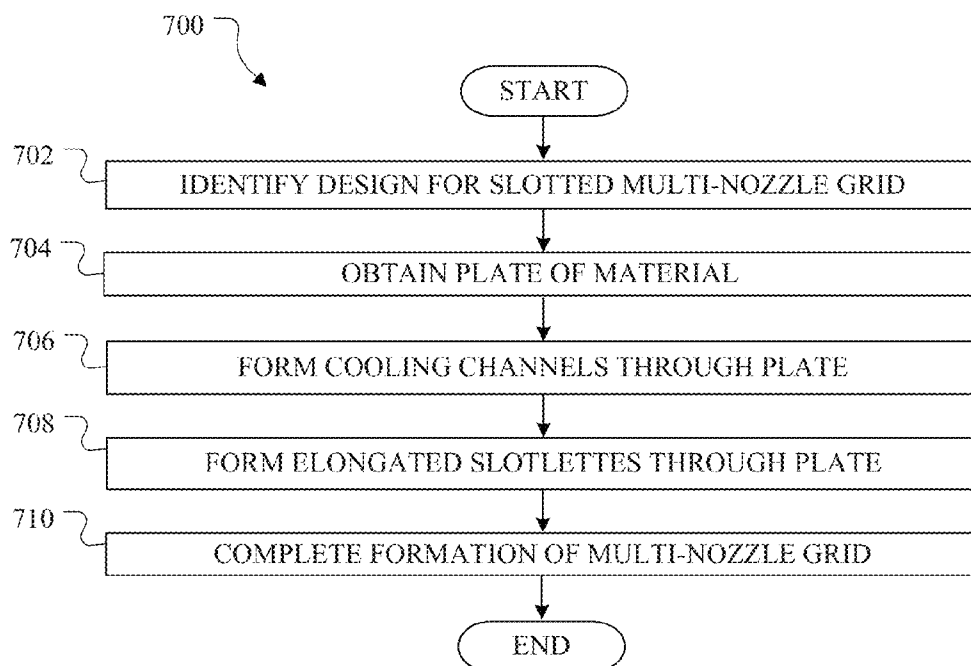 700
START
702
IDENTIFY DESIGN FOR SLOTTED MULTI-NOZZLE GRID
704
OBTAIN PLATE OF MATERIAL
706
FORM COOLING CHANNELS THROUGH PLATE
708
FORM ELONGATED SLOTLETTES THROUGH PLATE
710
COMPLETE FORMATION OF MULTI-NOZZLE GRID
END